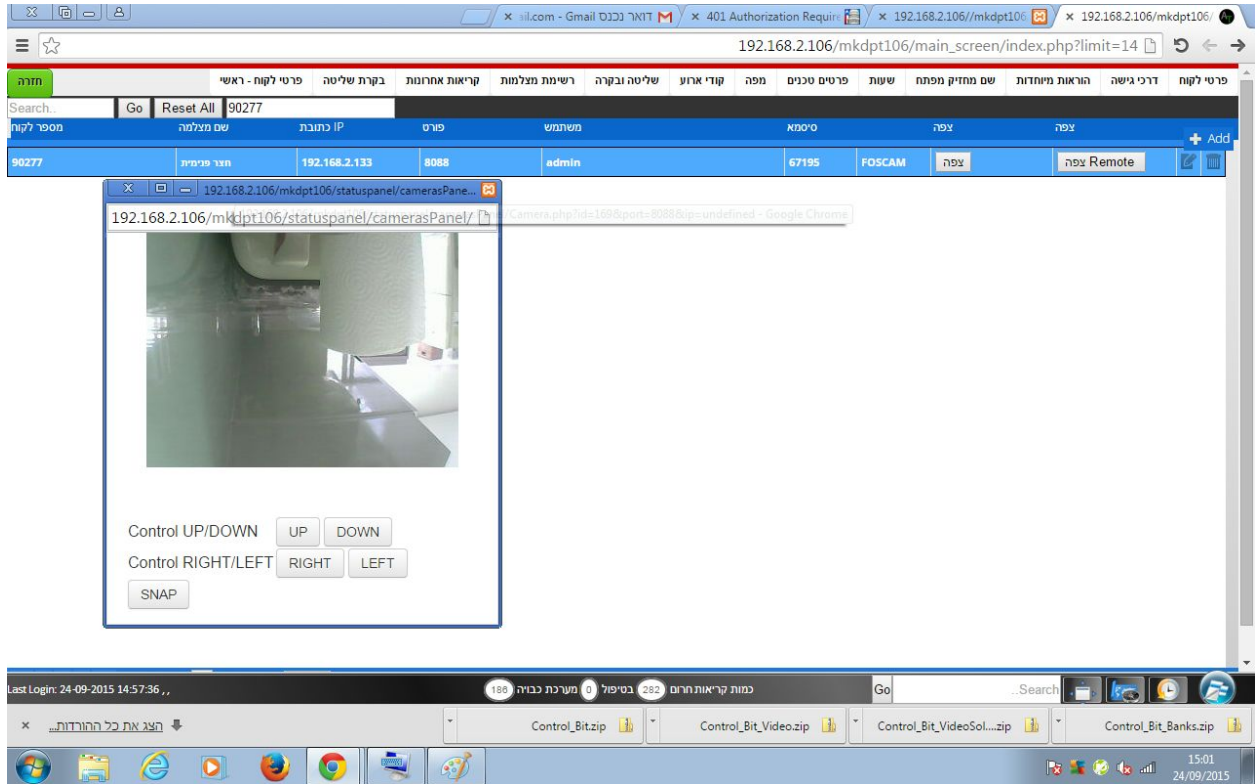 דואר נכנס - Gmail
401 Authorization Require
192.168.2.106//mkdpt106
192.168.2.106/mkdpt106/
192.168.2.106/mkdpt106/main_screen/index.php?limit=14
פרטי לקוח דרכי גישה הוראות מיוחדות שם מחזיק מפתח שעות פרטים טכנים מפה קודי ארוע שליטה ובקרה רשימת מצלמות קריאות אחרונות בקרת שליטה פרטי לקוח - ראשי חזרה
Search.. Go Reset All 90277
מספר לקוח שם מצלמה כתובת IP פורט משתמש סיסמא צפה צפה
Add
90277 חצר פנימית 192.168.2.133 8088 admin 67195 FOSCAM צפה צפה Remote
192.168.2.106/mkdpt106/statuspanel/camerasPane...
192.168.2.106/mkdpt106/statuspanel/camerasPanel/
/Camera.php?id=169&port=8088&ip=undefined - Google Chrome
Control UP/DOWN UP DOWN
Control RIGHT/LEFT RIGHT LEFT
SNAP
Last Login: 24-09-2015 14:57:36 , ,
כמות קריאות חרום 282 בטיפול 0 מערכת כבויה 186
Go Search..
הצג את כל ההורדות...
Control_Bit.zip
Control_Bit_Video.zip
Control_Bit_VideoSol....zip
Control_Bit_Banks.zip
15:01
24/09/2015